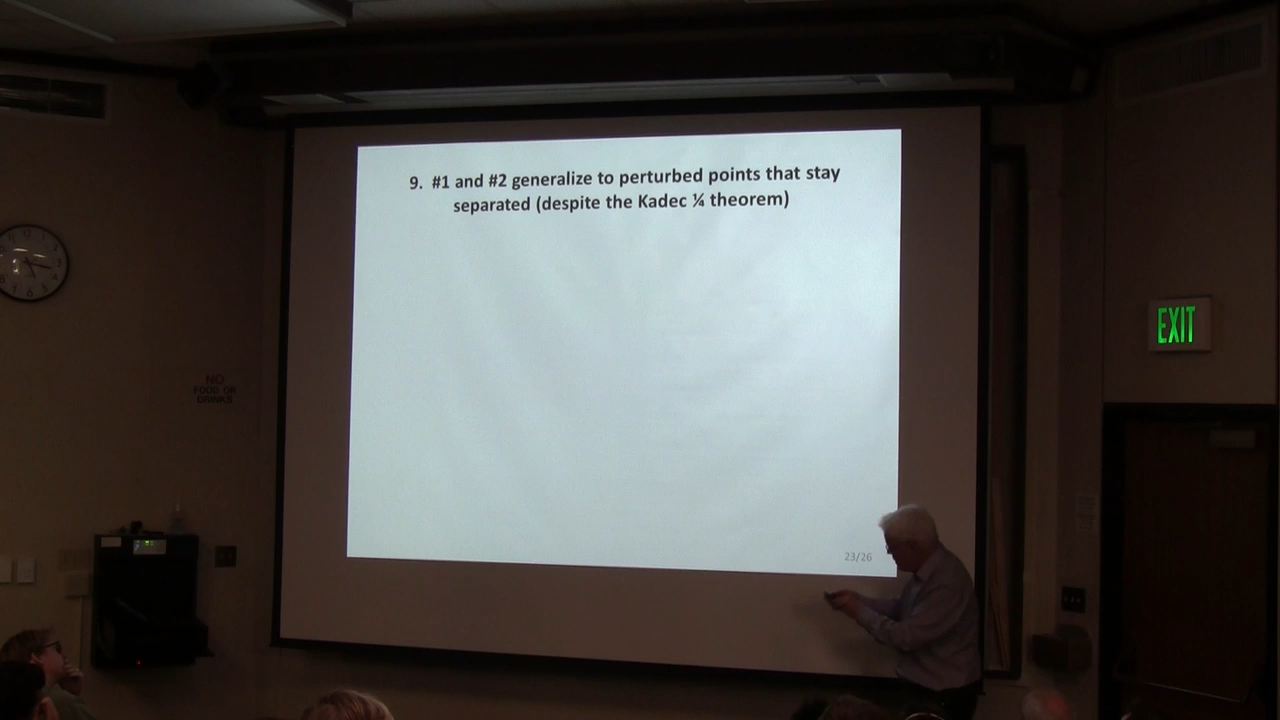 9. #1 and #2 generalize to perturbed points that stay
separated (despite the Kadec ¼ theorem)
23/26
EXIT
NO
FOOD OR
DRINKS